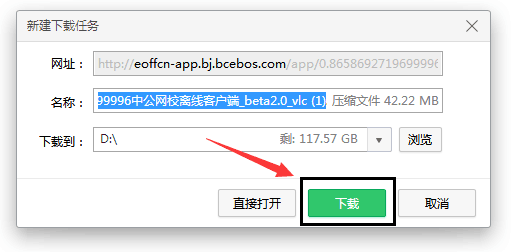 新建下载任务
网址： http://eoffcn-app.bj.bcebos.com/app/0.865869271969996
名称： 99996中公网校离线客户端_beta2.0_vlc (1) 压缩文件 42.22 MB
下载到： D:\ 剩: 117.57 GB 浏览
直接打开 下载 取消